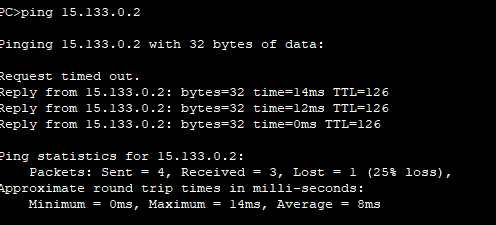 PC>ping 15.133.0.2
Pinging 15.133.0.2 with 32 bytes of data:
Request timed out.
Reply from 15.133.0.2: bytes=32 time=14ms TTL=126
Reply from 15.133.0.2: bytes=32 time=12ms TTL=126
Reply from 15.133.0.2: bytes=32 time=0ms TTL=126
Ping statistics for 15.133.0.2:
Packets: Sent = 4, Received = 3, Lost = 1 (25% loss),
Approximate round trip times in milli-seconds:
Minimum = 0ms, Maximum = 14ms, Average = 8ms